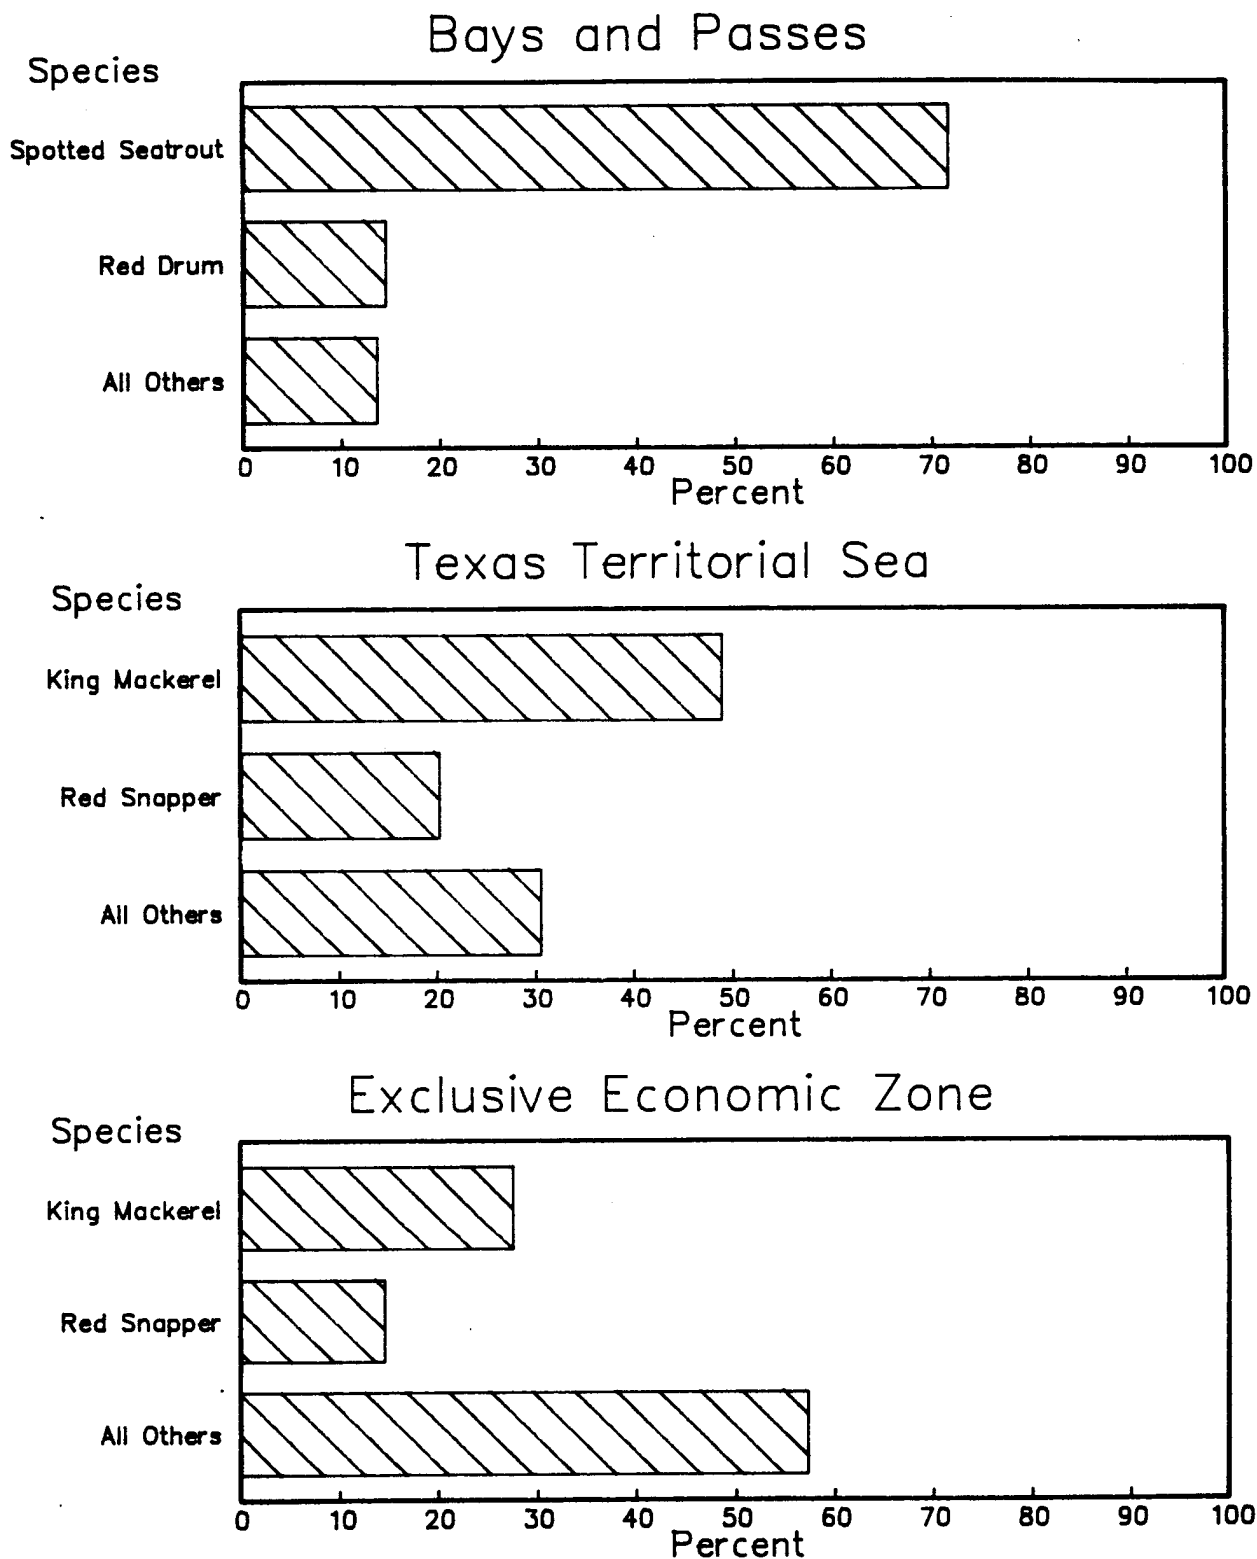 Bays and Passes
Species
Spotted Seatrout
Red Drum
All Others
0 10 20 30 40 50 60 70 80 90 100
Percent
Texas Territorial Sea
Species
King Mackerel
Red Snapper
All Others
0 10 20 30 40 50 60 70 80 90 100
Percent
Exclusive Economic Zone
Species
King Mackerel
Red Snapper
All Others
0 10 20 30 40 50 60 70 80 90 100
Percent